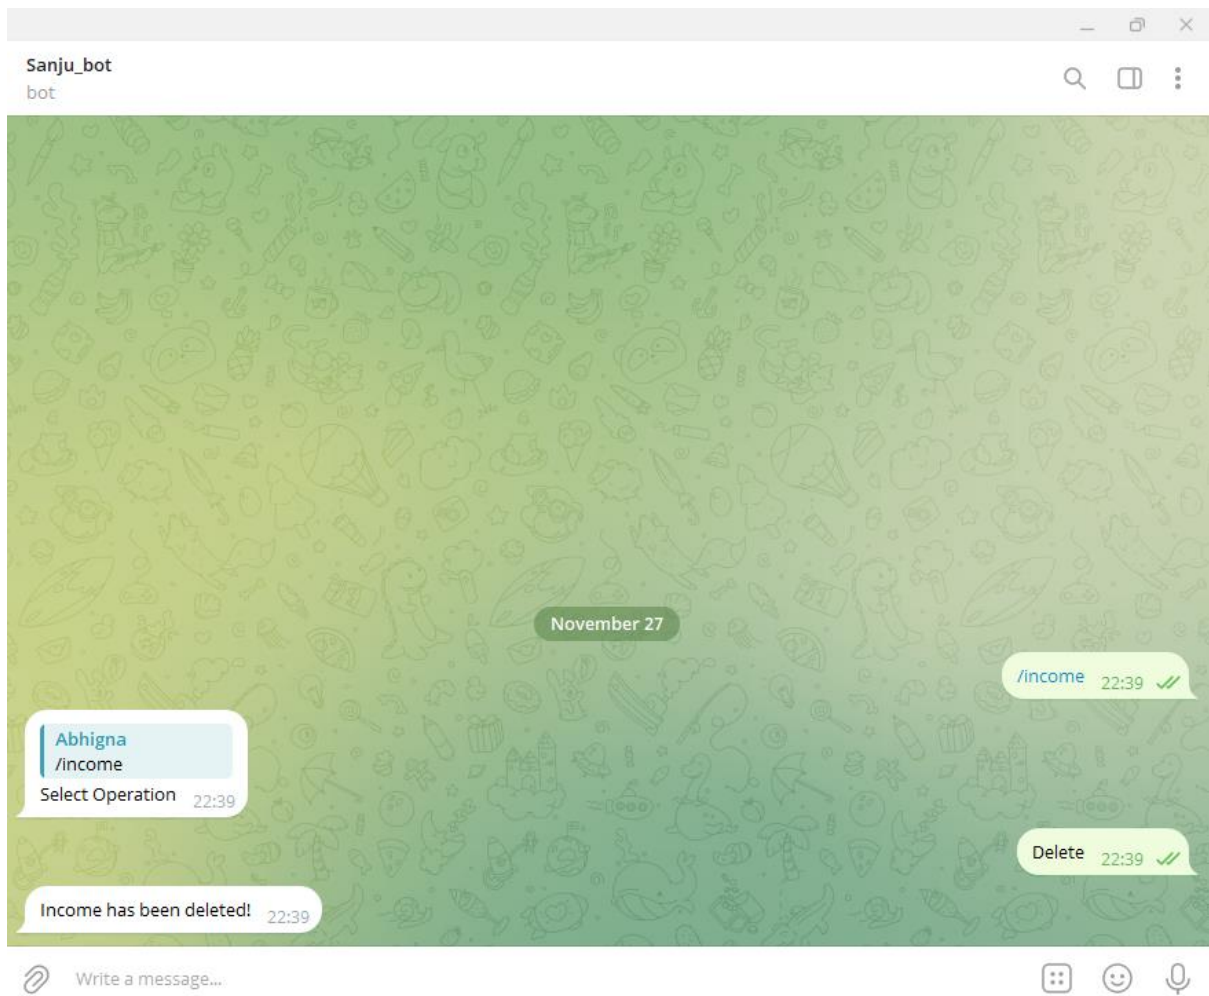 Sanju_bot
bot
November 27
/income 22:39
Abhigna
/income
Select Operation 22:39
Delete 22:39
Income has been deleted! 22:39
Write a message...